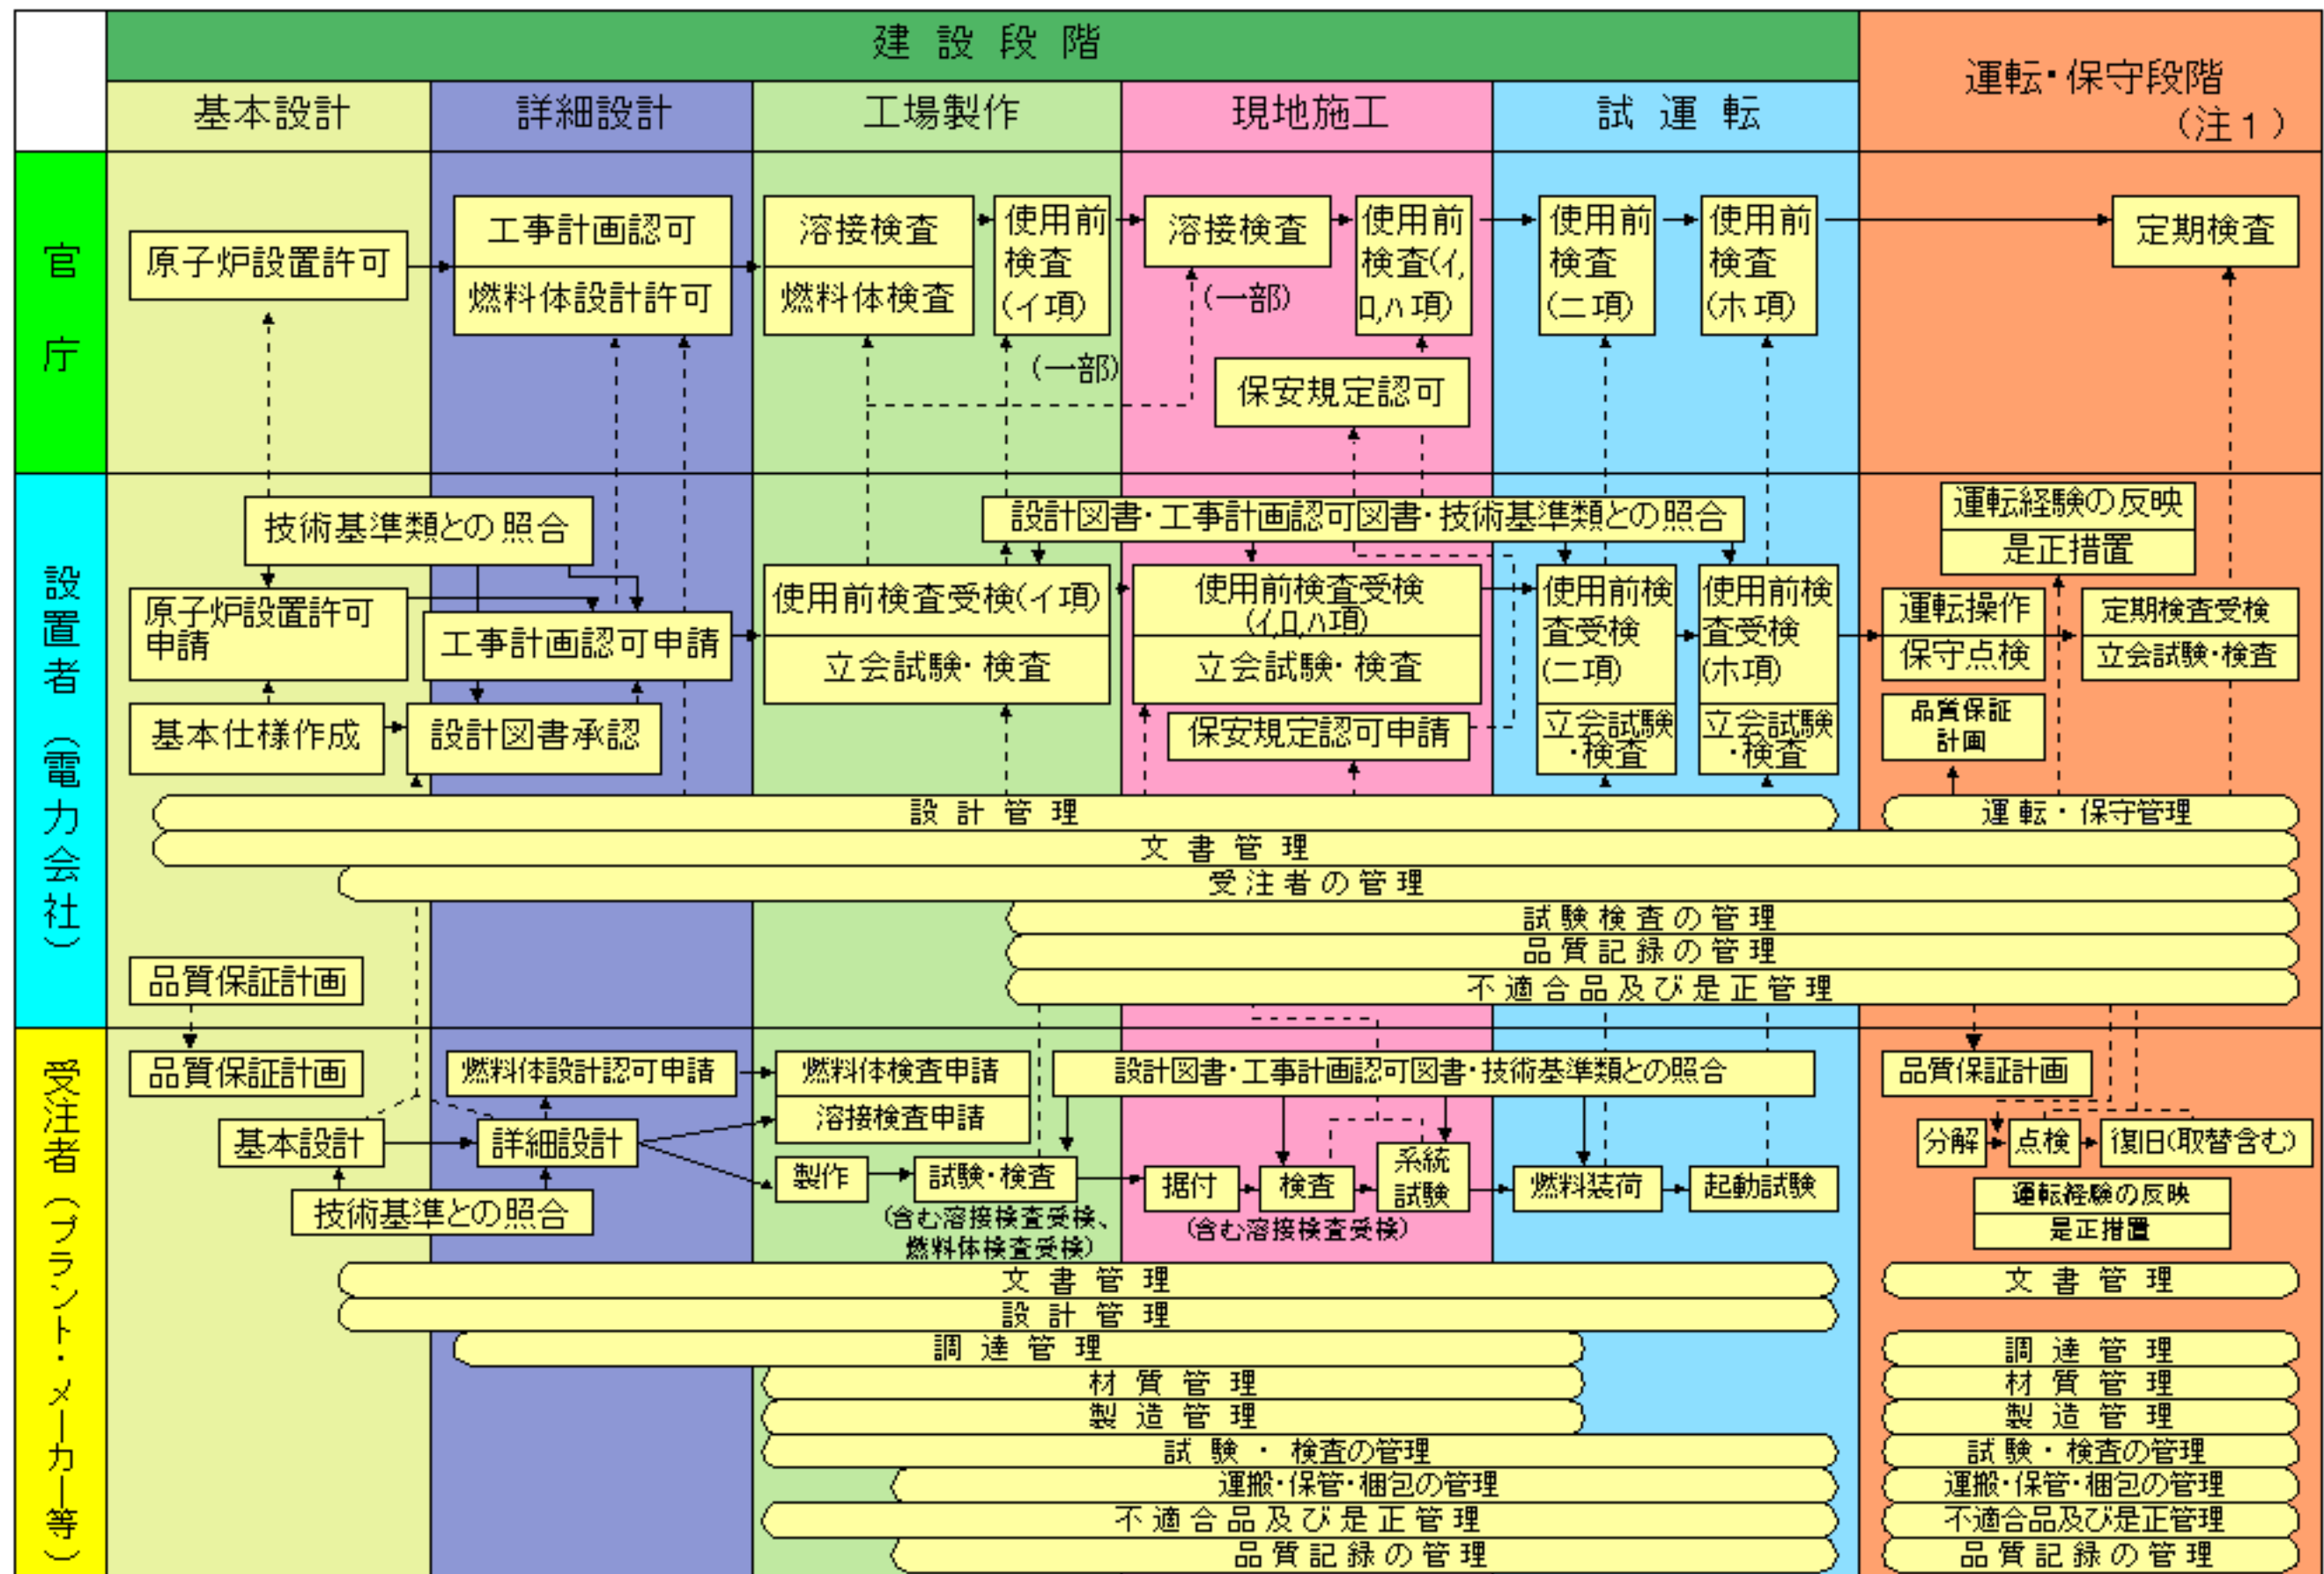 建設段階
運転・保守段階
(注1)
基本設計
詳細設計
工場製作
現地施工
試運転
官庁
原子炉設置許可
工事計画認可
燃料体設計許可
溶接検査
燃料体検査
使用前
検査
(イ項)
(一部)
溶接検査
(一部)
使用前
検査(イ,
ロ,ハ項)
保安規定認可
使用前
検査
(ニ項)
使用前
検査
(ホ項)
定期検査
設置者(電力会社)
技術基準類との照合
原子炉設置許可
申請
基本仕様作成
工事計画認可申請
設計図書承認
設計図書・工事計画認可図書・技術基準類との照合
使用前検査受検(イ項)
立会試験・検査
使用前検査受検
(イ,ロ,ハ項)
立会試験・検査
保安規定認可申請
使用前検
査受検
(ニ項)
立会試験
・検査
使用前検
査受検
(ホ項)
立会試験
・検査
運転経験の反映
是正措置
運転操作
保守点検
定期検査受検
立会試験・検査
品質保証
計画
設計管理
運転・保守管理
文書管理
受注者の管理
試験検査の管理
品質記録の管理
不適合品及び是正管理
品質保証計画
受注者(プラント・メーカー等)
品質保証計画
燃料体設計認可申請
燃料体検査申請
溶接検査申請
設計図書・工事計画認可図書・技術基準類との照合
品質保証計画
基本設計
詳細設計
技術基準との照合
製作
試験・検査
(含む溶接検査受検、
燃料体検査受検)
据付
検査
系統
試験
(含む溶接検査受検)
燃料装荷
起動試験
分解
点検
復旧(取替含む)
運転経験の反映
是正措置
文書管理
文書管理
設計管理
調達管理
調達管理
材質管理
材質管理
製造管理
製造管理
試験・検査の管理
試験・検査の管理
運搬・保管・梱包の管理
運搬・保管・梱包の管理
不適合品及び是正管理
不適合品及び是正管理
品質記録の管理
品質記録の管理